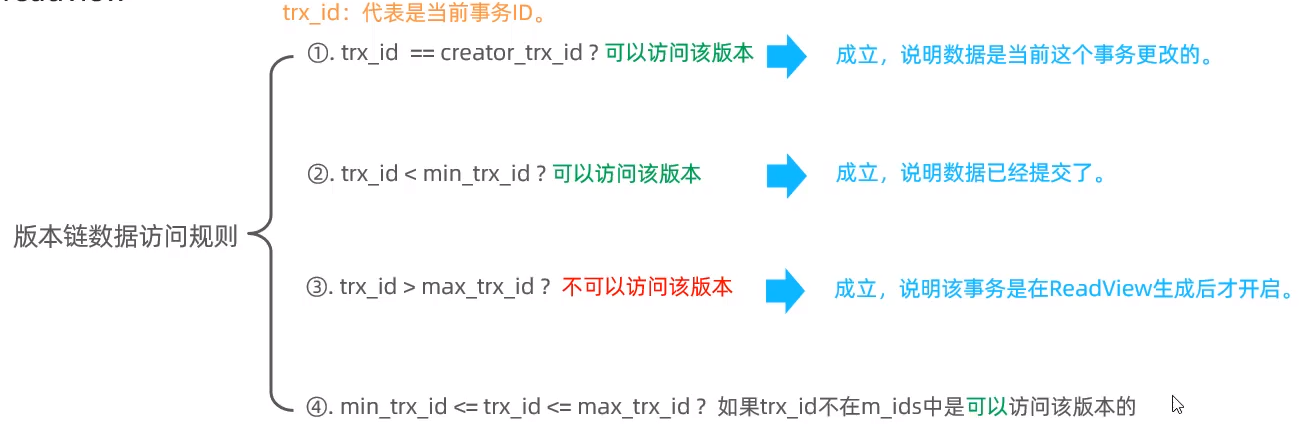 readview
trx_id：代表是当前事务ID。
①. trx_id == creator_trx_id ? 可以访问该版本 成立，说明数据是当前这个事务更改的。
②. trx_id < min_trx_id ? 可以访问该版本 成立，说明数据已经提交了。
版本链数据访问规则
③. trx_id > max_trx_id ? 不可以访问该版本 成立，说明该事务是在ReadView生成后才开启。
④. min_trx_id <= trx_id <= max_trx_id ? 如果trx_id不在m_ids中是可以访问该版本的